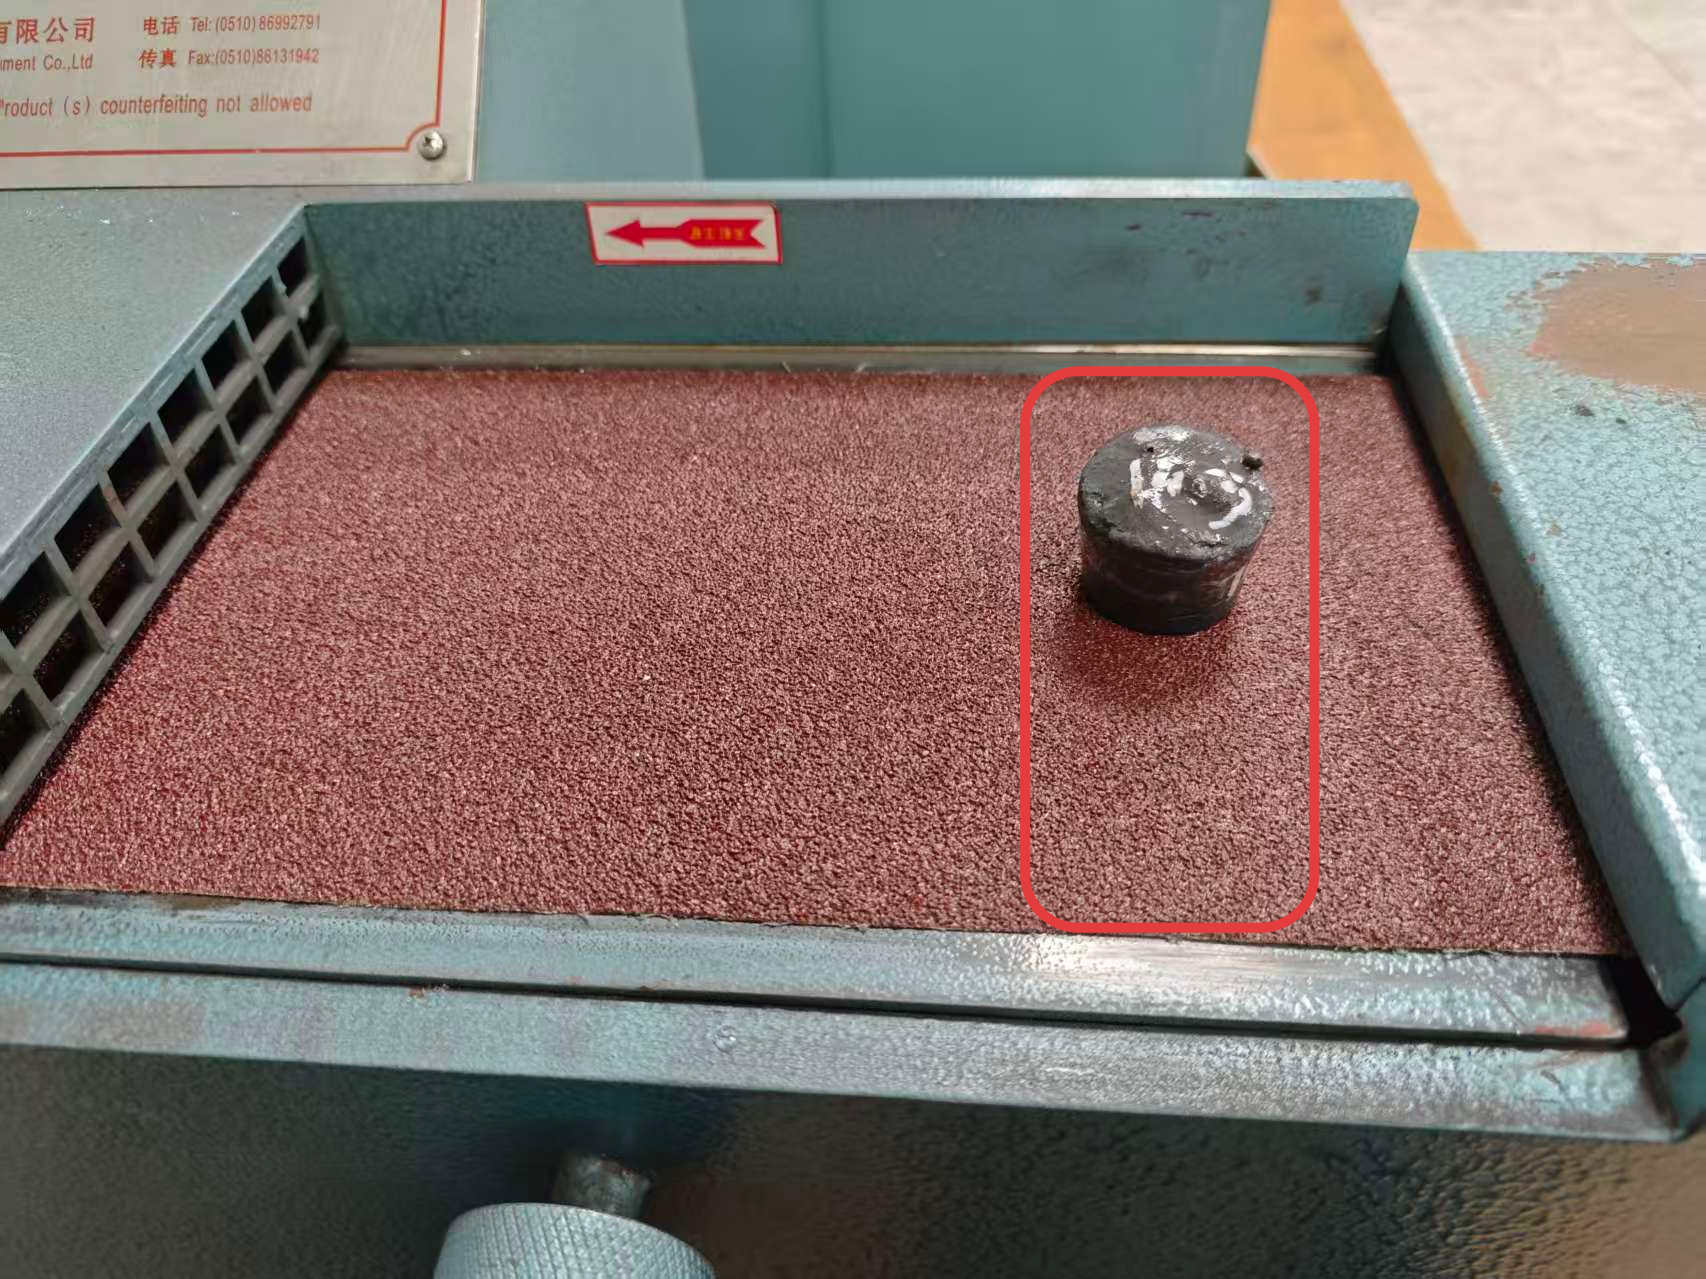 有限公司 电话 Tel:(0510)86992791
ment Co.,Ltd 传真 Fax:(0510)86131942
Product (s) counterfeiting not allowed